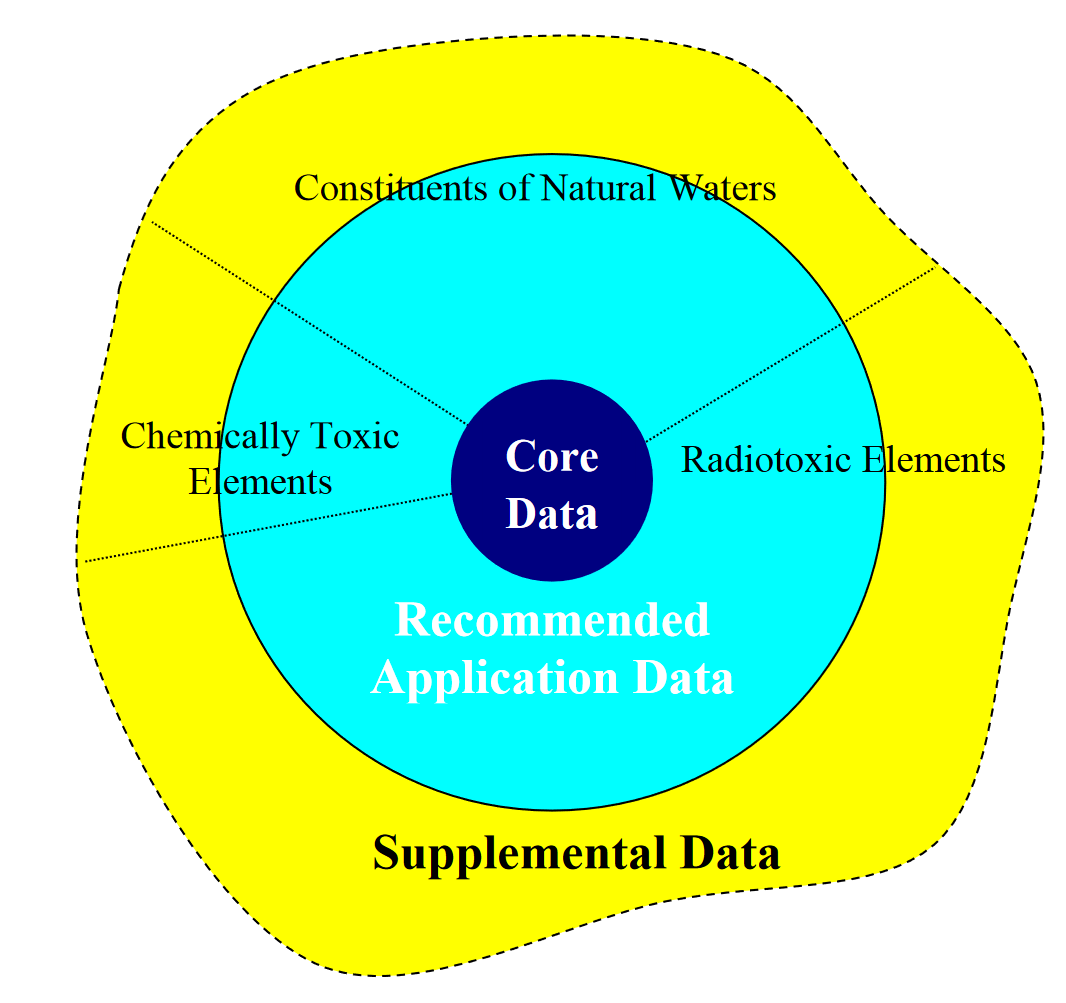 Constituents of Natural Waters
Chemically Toxic
Elements
Core
Data
Radiotoxic Elements
Recommended
Application Data
Supplemental Data